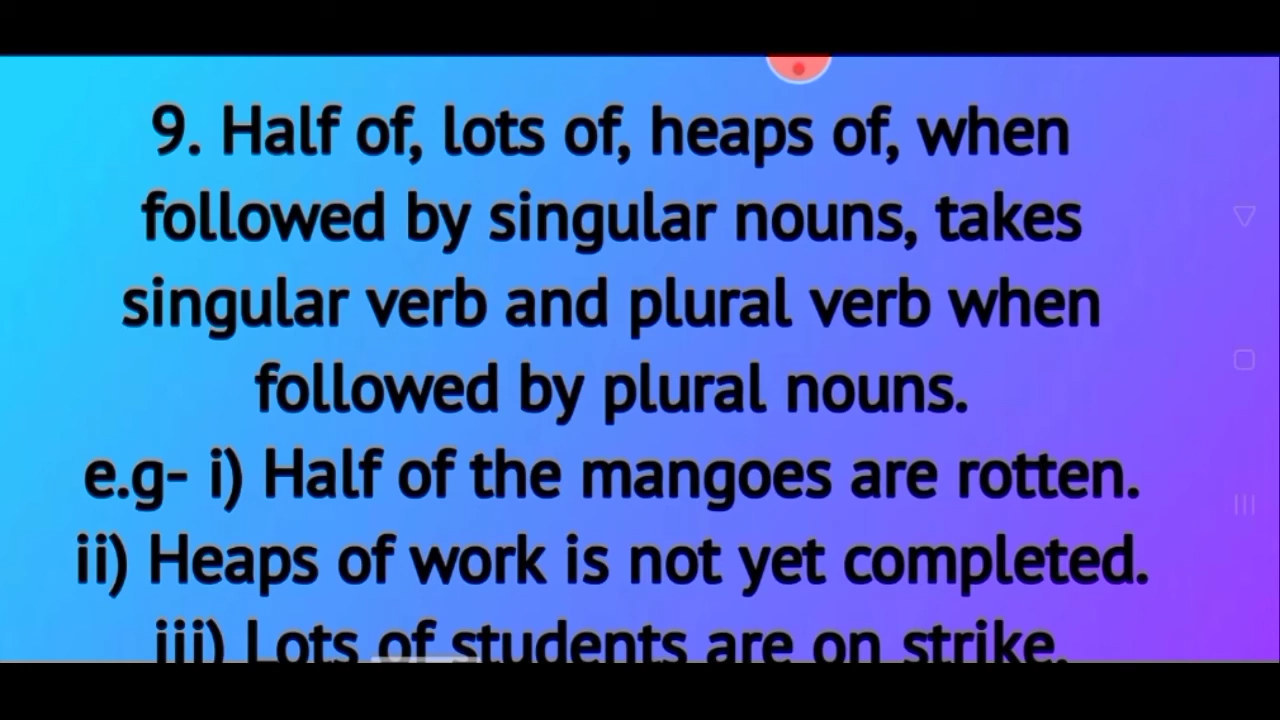 9. Half of, lots of, heaps of, when
followed by singular nouns, takes
singular verb and plural verb when
followed by plural nouns.
e.g- i) Half of the mangoes are rotten.
ii) Heaps of work is not yet completed.
iii) Lots of students are on strike.